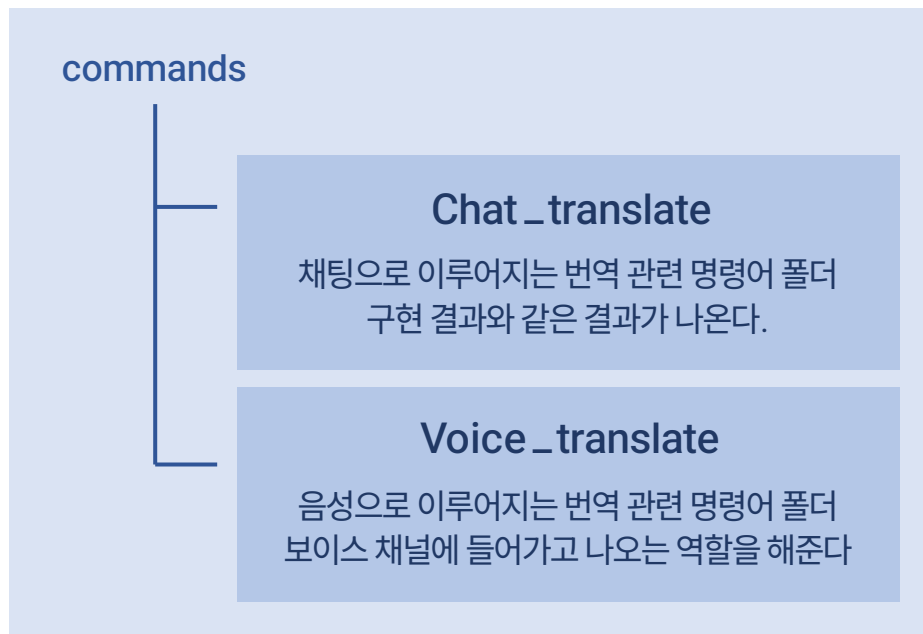 commands
Chat_translate
채팅으로 이루어지는 번역 관련 명령어 폴더
구현 결과와 같은 결과가 나온다.
Voice_translate
음성으로 이루어지는 번역 관련 명령어 폴더
보이스 채널에 들어가고 나오는 역할을 해준다